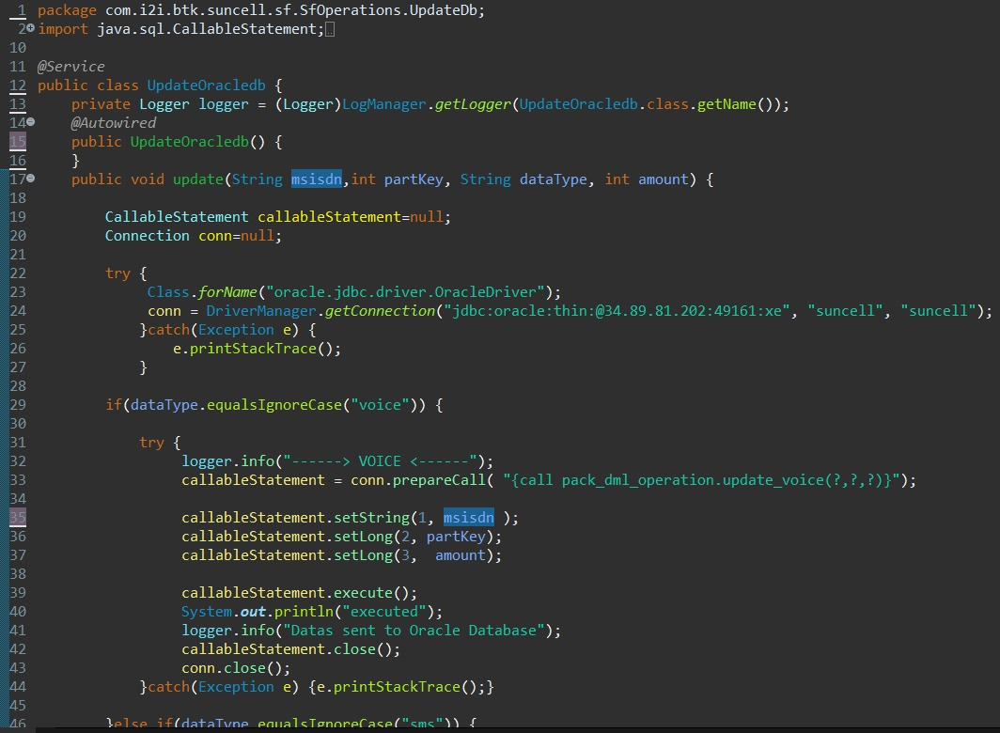 1 package com.i2i.btk.suncell.sf.SfOperations.UpdateDb;
2 import java.sql.CallableStatement;
10
11 @Service
12 public class UpdateOracledb {
13 private Logger logger = (Logger)LogManager.getLogger(UpdateOracledb.class.getName());
14 @Autowired
15 public UpdateOracledb() {
16 }
17 public void update(String msisdn,int partKey, String dataType, int amount) {
18
19 CallableStatement callableStatement=null;
20 Connection conn=null;
21
22 try {
23 Class.forName("oracle.jdbc.driver.OracleDriver");
24 conn = DriverManager.getConnection("jdbc:oracle:thin:@34.89.81.202:49161:xe", "suncell", "suncell");
25 }catch(Exception e) {
26 e.printStackTrace();
27 }
28
29 if(dataType.equalsIgnoreCase("voice")) {
30
31 try {
32 logger.info("------> VOICE <------");
33 callableStatement = conn.prepareCall( "{call pack_dml_operation.update_voice(?,?,?)}");
34
35 callableStatement.setString(1, msisdn );
36 callableStatement.setLong(2, partKey);
37 callableStatement.setLong(3,  amount);
38
39 callableStatement.execute();
40 System.out.println("executed");
41 logger.info("Datas sent to Oracle Database");
42 callableStatement.close();
43 conn.close();
44 }catch(Exception e) {e.printStackTrace();}
45
46 }else if(dataType.equalsIgnoreCase("sms")) {